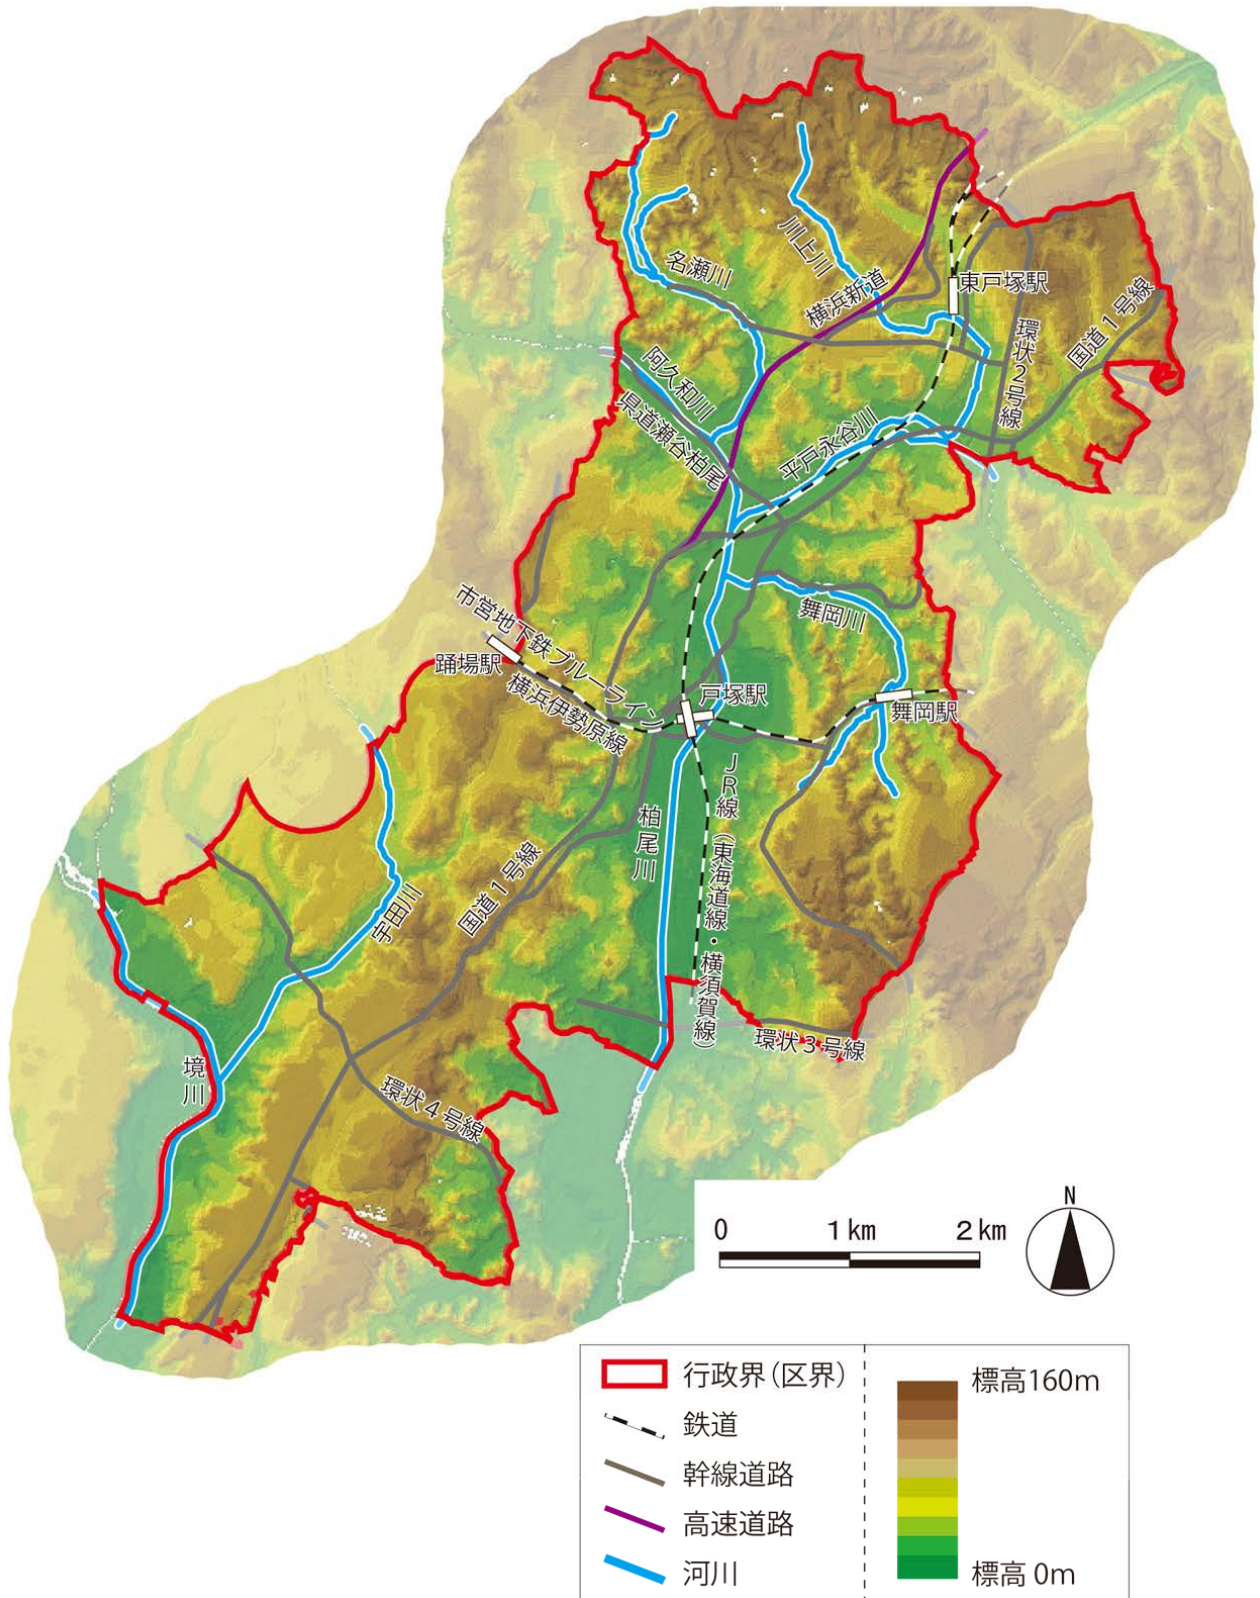 川上川
名瀬川
横浜新道
東戸塚駅
環状2号線
国道1号線
阿久和川
県道瀬谷柏尾
平戸永谷川
市営地下鉄ブルーライン
舞岡川
踊場駅
横浜伊勢原線
戸塚駅
舞岡駅
JR線(東海道線・横須賀線)
柏尾川
国道1号線
宇田川
境川
環状3号線
環状4号線
0 1km 2km
N
行政界(区界)
鉄道
幹線道路
高速道路
河川
標高160m
標高 0m